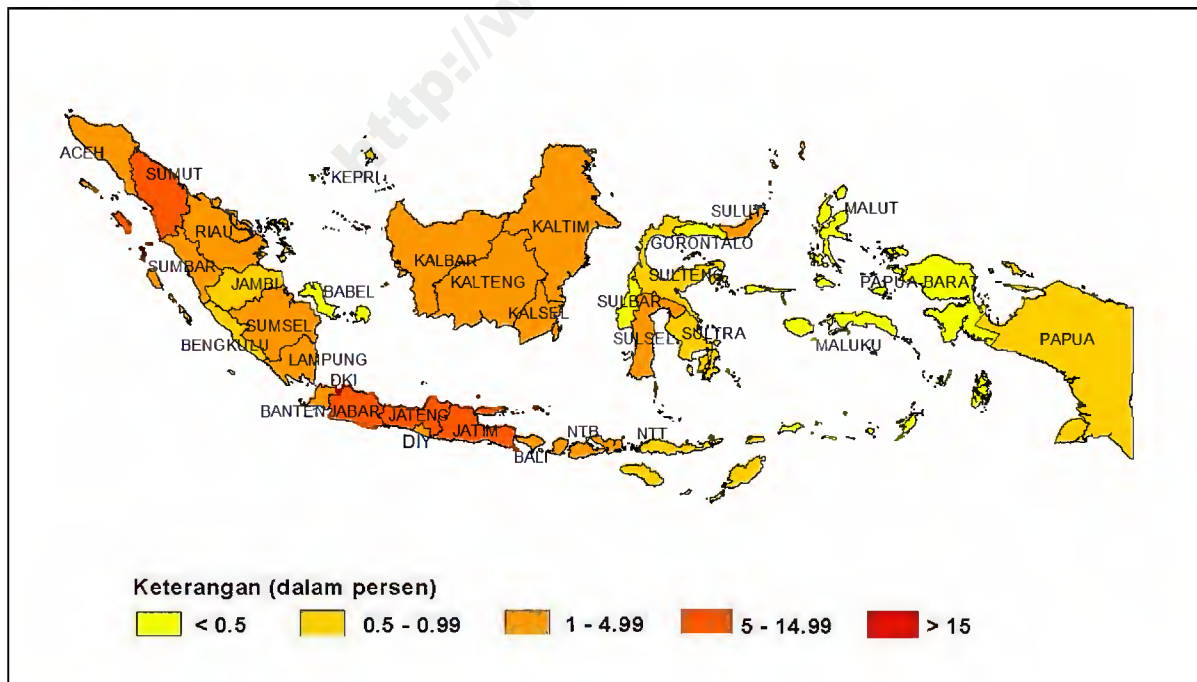 http://w
ACEH
SUMUT
KEPRI
RIAU
SUMBAR
JAMBI
BABEL
SUMSEL
BENGKULU
LAMPUNG
DKI
BANTEN
JABAR
JATENG
DIY
JATIM
BALI
NTB
NTT
KALBAR
KALTENG
KALTIM
KALSEL
SULUT
GORONTALO
SULTENG
SULBAR
SULSEL
SULTRA
MALUT
MALUKU
PAPUA BARAT
PAPUA
Keterangan (dalam persen)
< 0.5 0.5 - 0.99 1 - 4.99 5 - 14.99 > 15